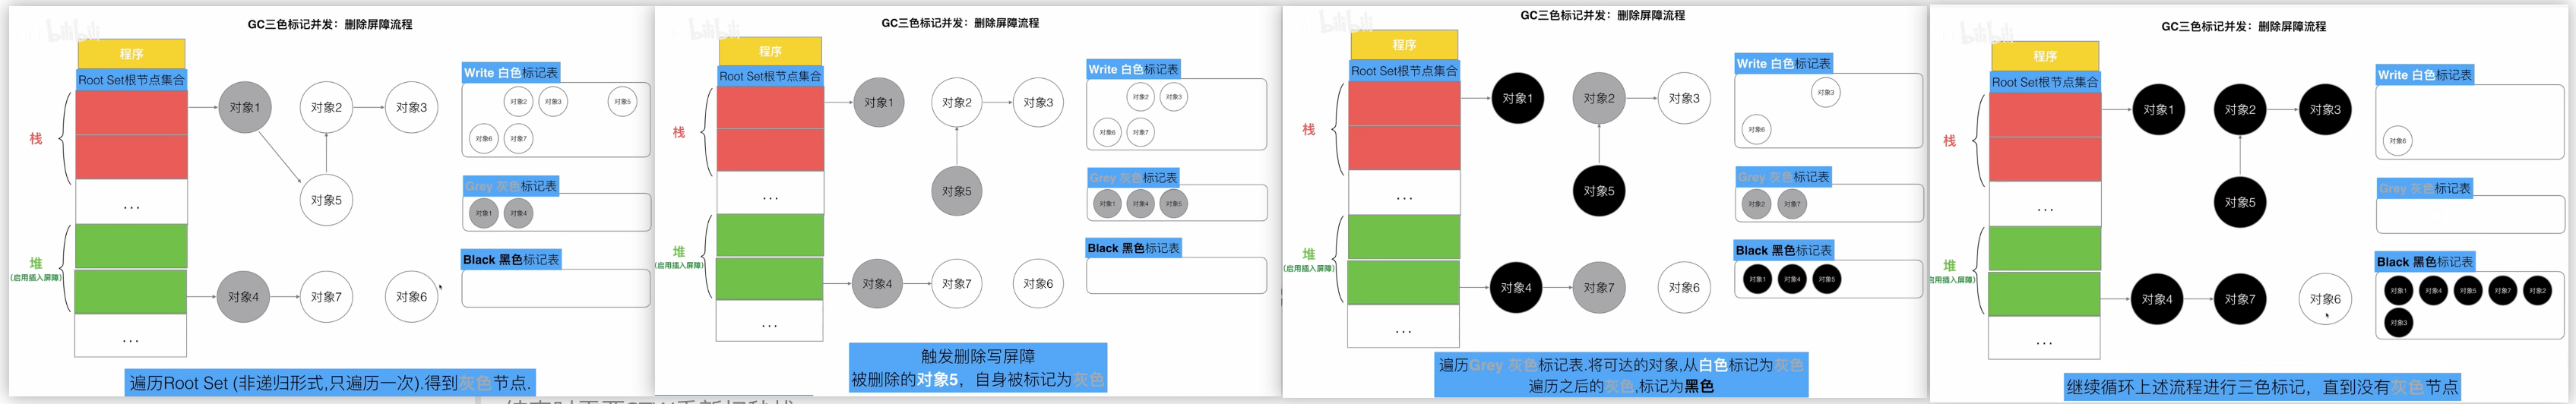 GC三色标记并发：删除屏障流程
bilibili
程序
Root Set根节点集合
栈
...
堆
(启用插入屏障)
...
对象1
对象2
对象3
对象5
对象4
对象7
对象6
Write 白色标记表
对象2
对象3
对象5
对象6
对象7
Grey 灰色标记表
对象1
对象4
Black 黑色标记表
遍历Root Set (非递归形式,只遍历一次).得到灰色节点.
GC三色标记并发：删除屏障流程
bilibili
程序
Root Set根节点集合
栈
...
堆
(启用插入屏障)
...
对象1
对象2
对象3
对象5
对象4
对象7
对象6
Write 白色标记表
对象2
对象3
对象6
对象7
Grey 灰色标记表
对象1
对象4
对象5
Black 黑色标记表
触发删除写屏障
被删除的对象5，自身被标记为灰色
GC三色标记并发：删除屏障流程
bilibili
程序
Root Set根节点集合
栈
...
堆
(启用插入屏障)
...
对象1
对象2
对象3
对象5
对象4
对象7
对象6
Write 白色标记表
对象3
对象6
Grey 灰色标记表
对象2
对象7
Black 黑色标记表
对象1
对象4
对象5
遍历Grey 灰色标记表.将可达的对象,从白色标记为灰色
遍历之后的灰色,标记为黑色
GC三色标记并发：删除屏障流程
bilibili
程序
Root Set根节点集合
栈
...
堆
启用插入屏障)
...
对象1
对象2
对象3
对象5
对象4
对象7
对象6
Write 白色标记表
对象6
Grey 灰色标记表
Black 黑色标记表
对象1
对象4
对象5
对象7
对象2
对象3
继续循环上述流程进行三色标记，直到没有灰色节点